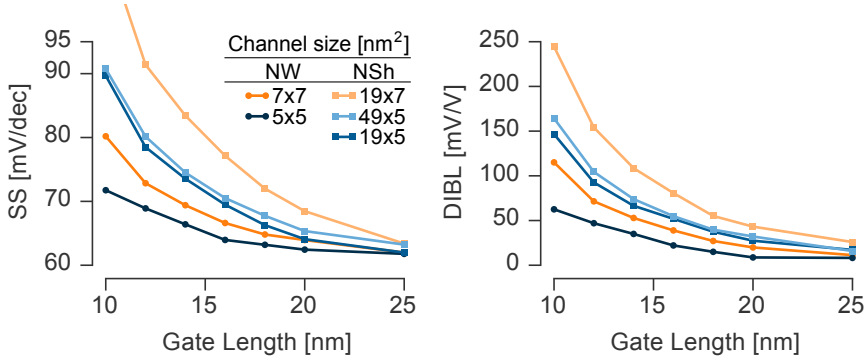 SS [mV/dec]
95
90
80
70
60
Channel size [nm²]
NW NSh
7x7 19x7
5x5 49x5
19x5
10 15 20 25
Gate Length [nm]
DIBL [mV/V]
250
200
150
100
50
0
10 15 20 25
Gate Length [nm]